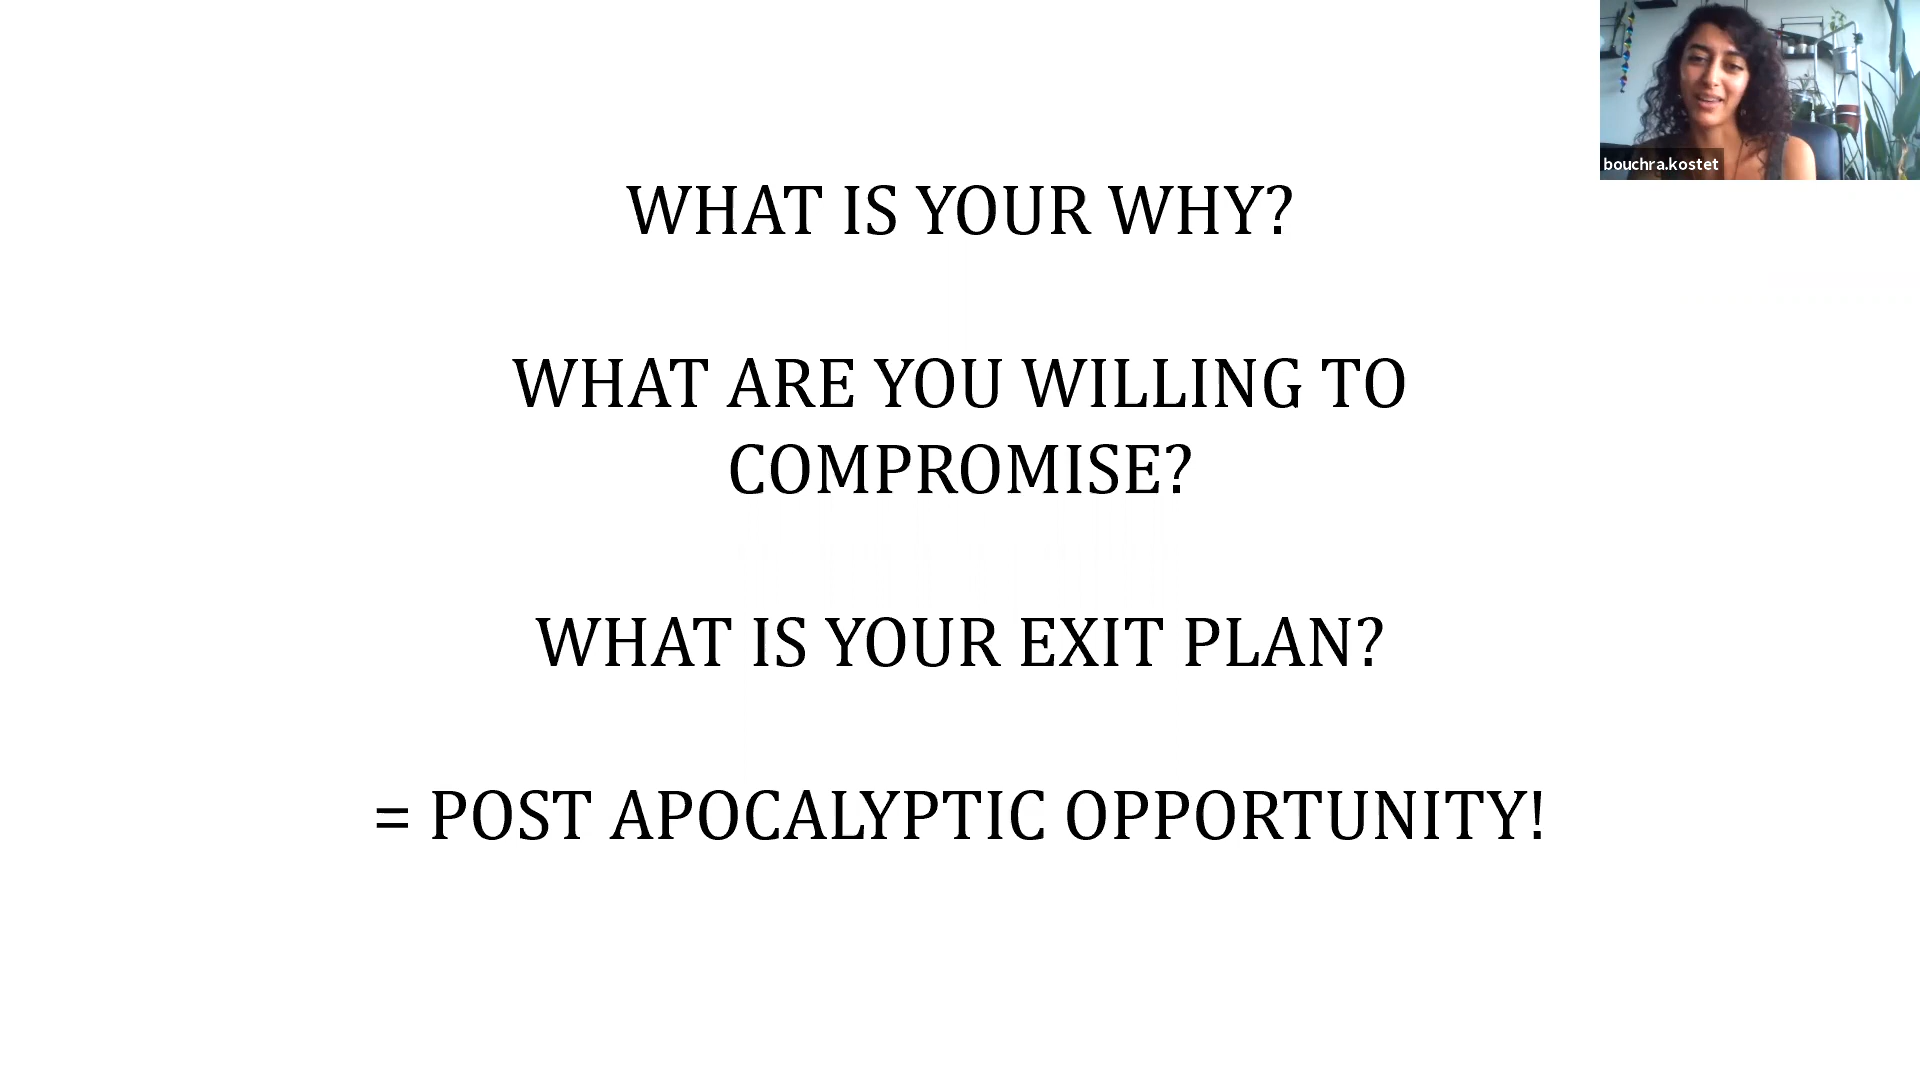 bouchra.kostet
WHAT IS YOUR WHY?
WHAT ARE YOU WILLING TO
COMPROMISE?
WHAT IS YOUR EXIT PLAN?
= POST APOCALYPTIC OPPORTUNITY!